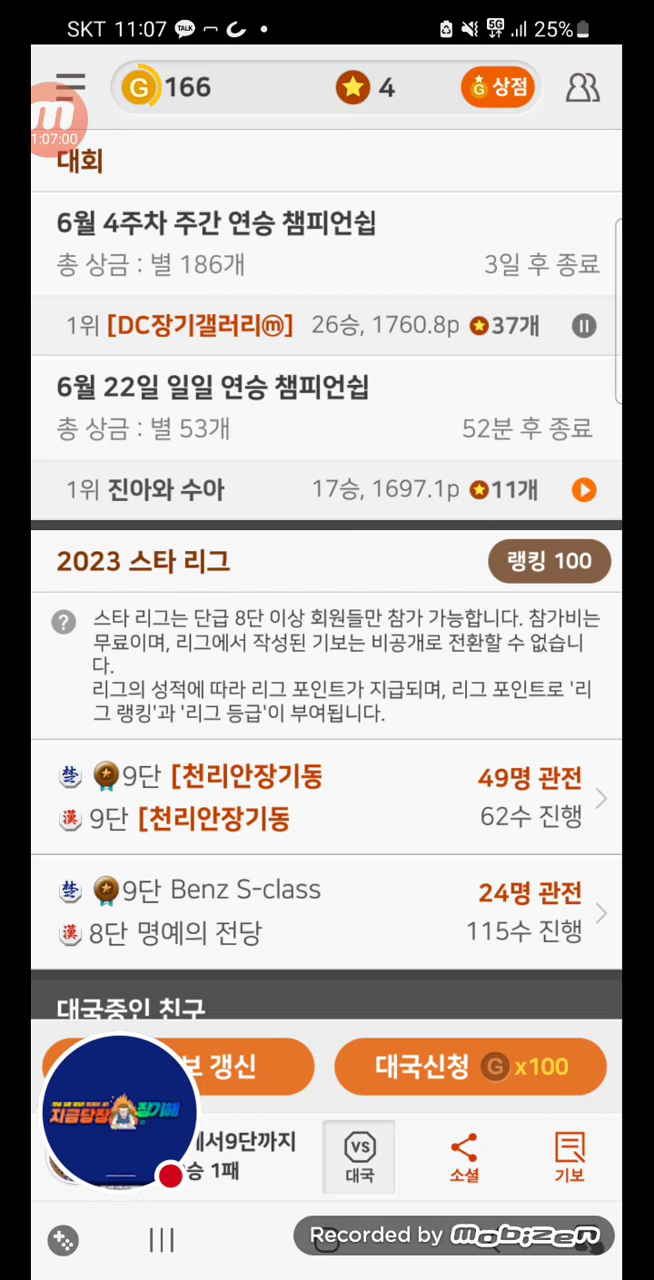 SKT 11:07 TALK 5G 25%
G 166 4 G 상점
m
1:07:00
대회
6월 4주차 주간 연승 챔피언쉽
총 상금 : 별 186개 3일 후 종료
1위 [DC장기갤러리ⓜ] 26승, 1760.8p 37개
6월 22일 일일 연승 챔피언쉽
총 상금 : 별 53개 52분 후 종료
1위 진아와 수아 17승, 1697.1p 11개
2023 스타 리그 랭킹 100
? 스타 리그는 단급 8단 이상 회원들만 참가 가능합니다. 참가비는
무료이며, 리그에서 작성된 기보는 비공개로 전환할 수 없습니
다.
리그의 성적에 따라 리그 포인트가 지급되며, 리그 포인트로 '리
그 랭킹'과 '리그 등급'이 부여됩니다.
楚 9단 [천리안장기동 49명 관전
漢 9단 [천리안장기동 62수 진행
楚 9단 Benz S-class 24명 관전
漢 8단 명예의 전당 115수 진행
대국중인 친구
보 갱신 대국신청 G x100
지금당장 장기해
에서9단까지
승 1패
VS
대국 소셜 기보
Recorded by mobizen